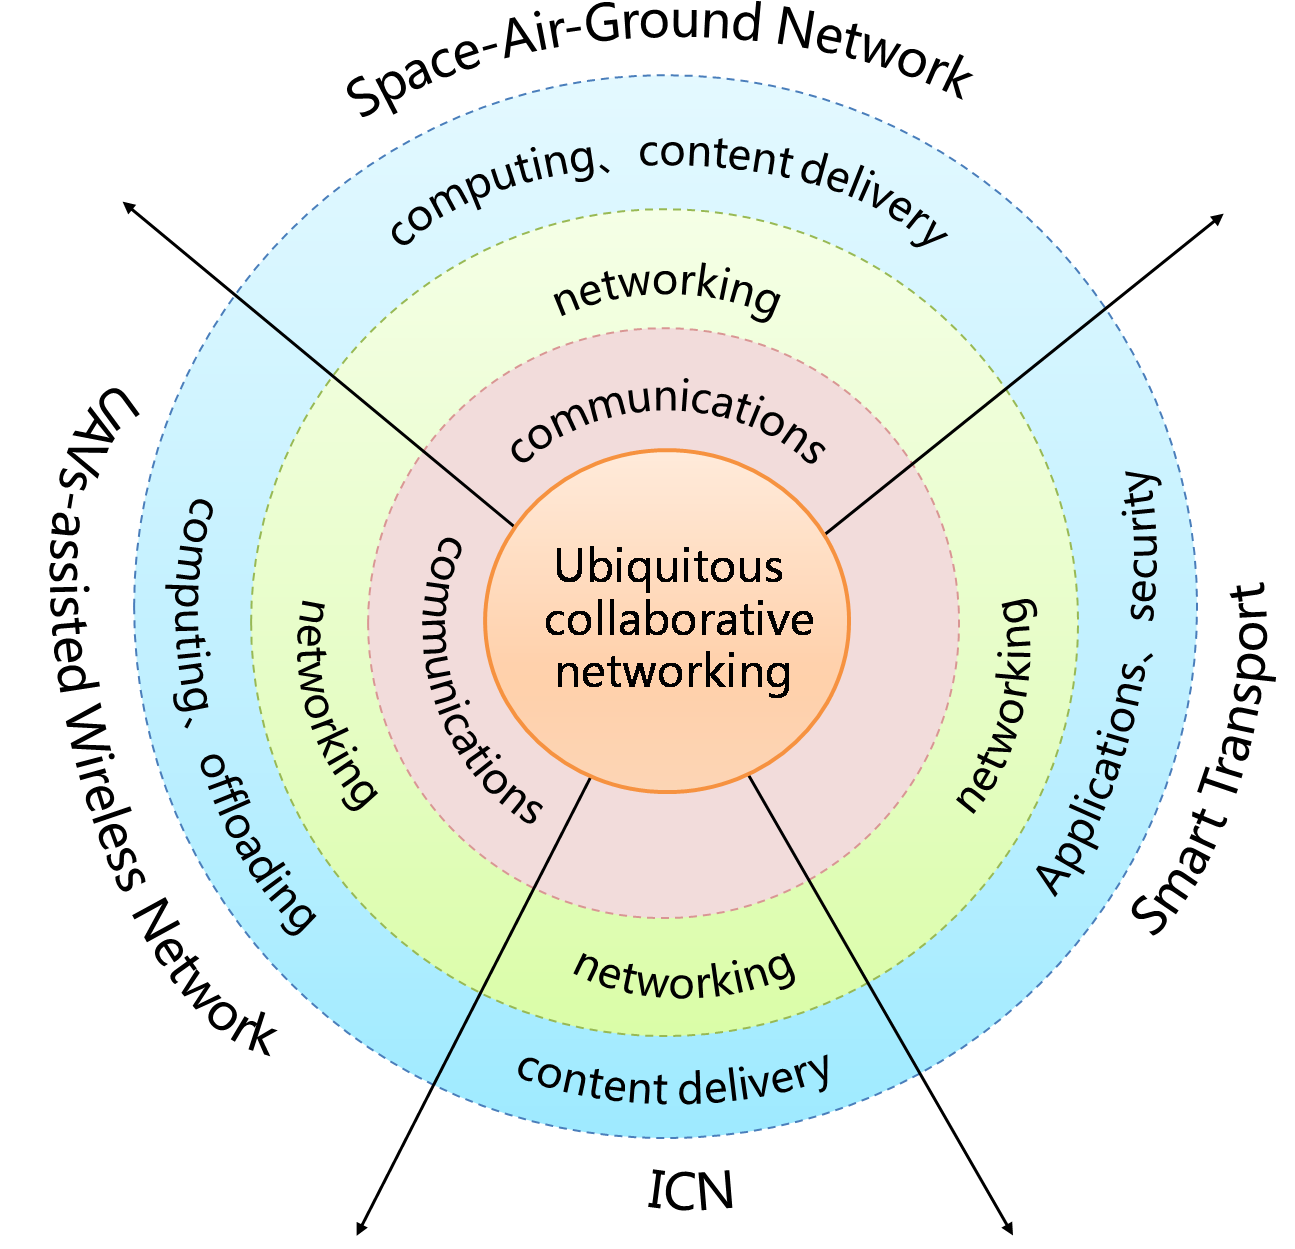 Space-Air-Ground Network
computing、content delivery
networking
communications
Ubiquitous
collaborative
networking
UAVs-assisted Wireless Network
computing、offloading
networking
communications
networking
Applications、security
Smart Transport
networking
content delivery
ICN